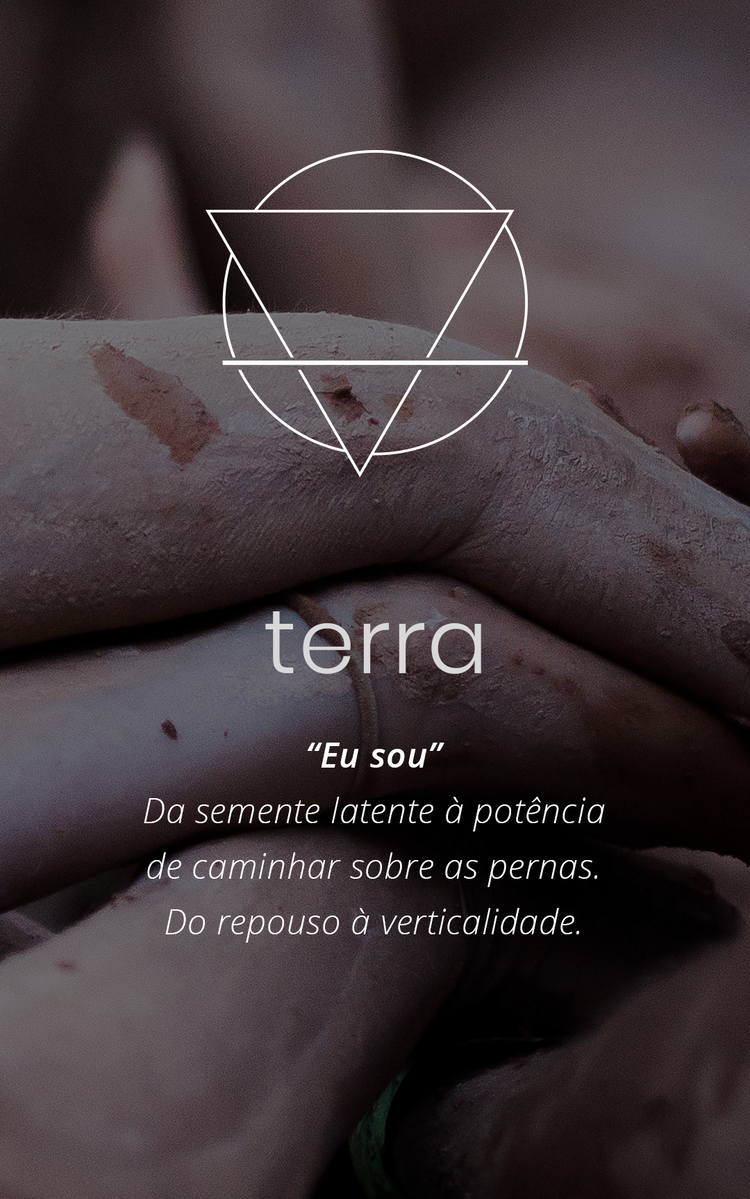 terra
“Eu sou”
Da semente latente à potência
de caminhar sobre as pernas.
Do repouso à verticalidade.